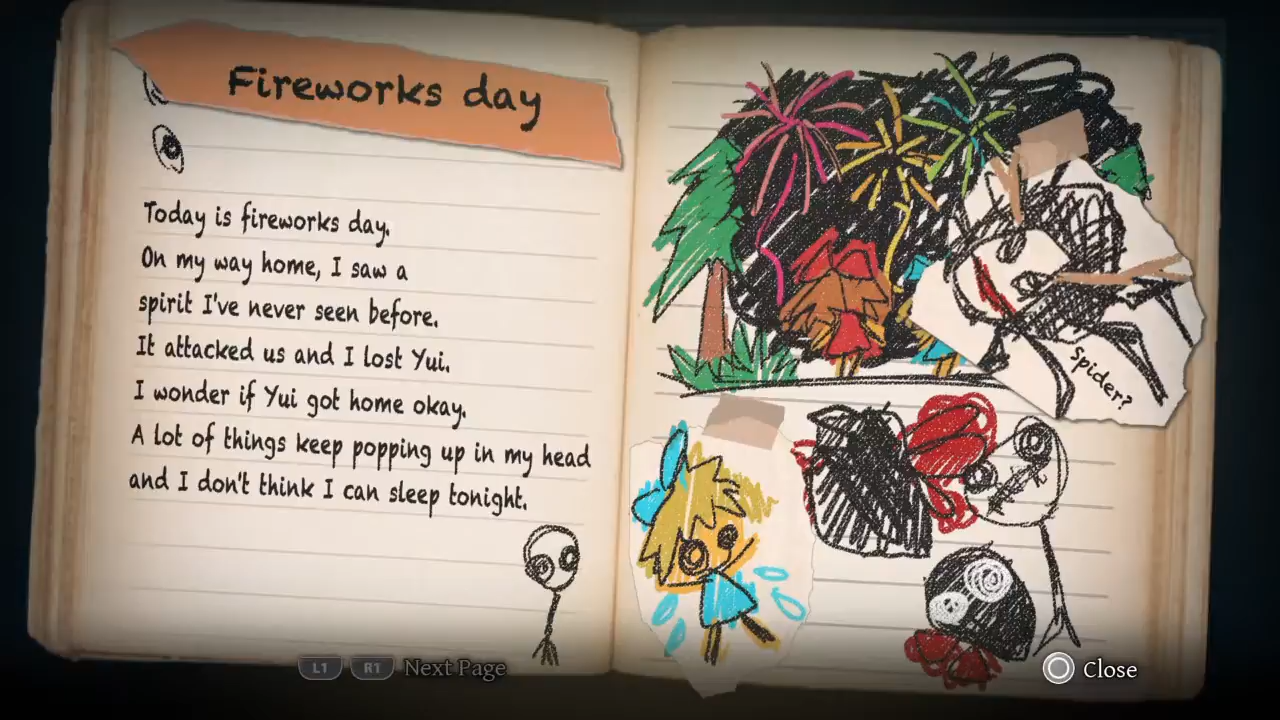 Fireworks day
Today is fireworks day.
On my way home, I saw a
spirit I've never seen before.
It attacked us and I lost Yui.
I wonder if Yui got home okay.
A lot of things keep popping up in my head
and I don't think I can sleep tonight.
Spider?
L1 R1 Next Page
Close